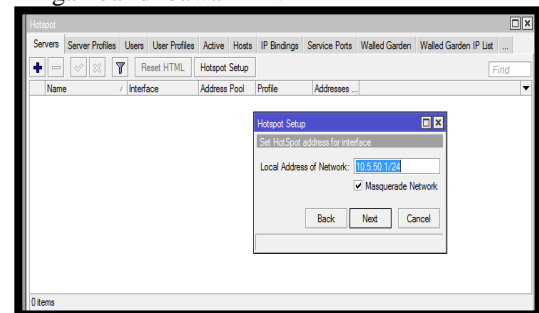 Hotspot
Servers Server Profiles Users User Profiles Active Hosts IP Bindings Service Ports Walled Garden Walled Garden IP List ...
Reset HTML Hotspot Setup Find
Name Interface Address Pool Profile Addresses ...
Hotspot Setup
Set HotSpot address for interface
Local Address of Network: 10.5.50.1/24
Masquerade Network
Back Next Cancel
0 items